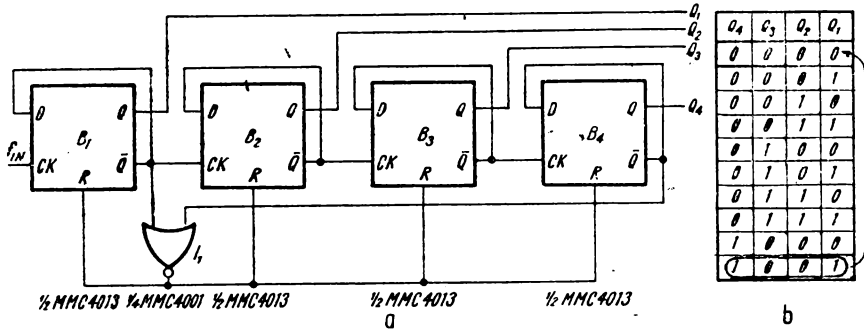 Q₁
Q₂
Q₃
D Q
B₁
f_IN CK Q̄
R
D Q
B₂
CK Q̄
R
D Q
B₃
CK Q̄
R
D Q Q₄
B₄
CK Q̄
R
I₁
½ MMC4013 ¼ MMC4001 ½ MMC4013 ½ MMC4013 ½ MMC4013
a
Q₄ Q₃ Q₂ Q₁
0 0 0 0
0 0 0 1
0 0 1 0
0 0 1 1
0 1 0 0
0 1 0 1
0 1 1 0
0 1 1 1
1 0 0 0
1 0 0 1
b